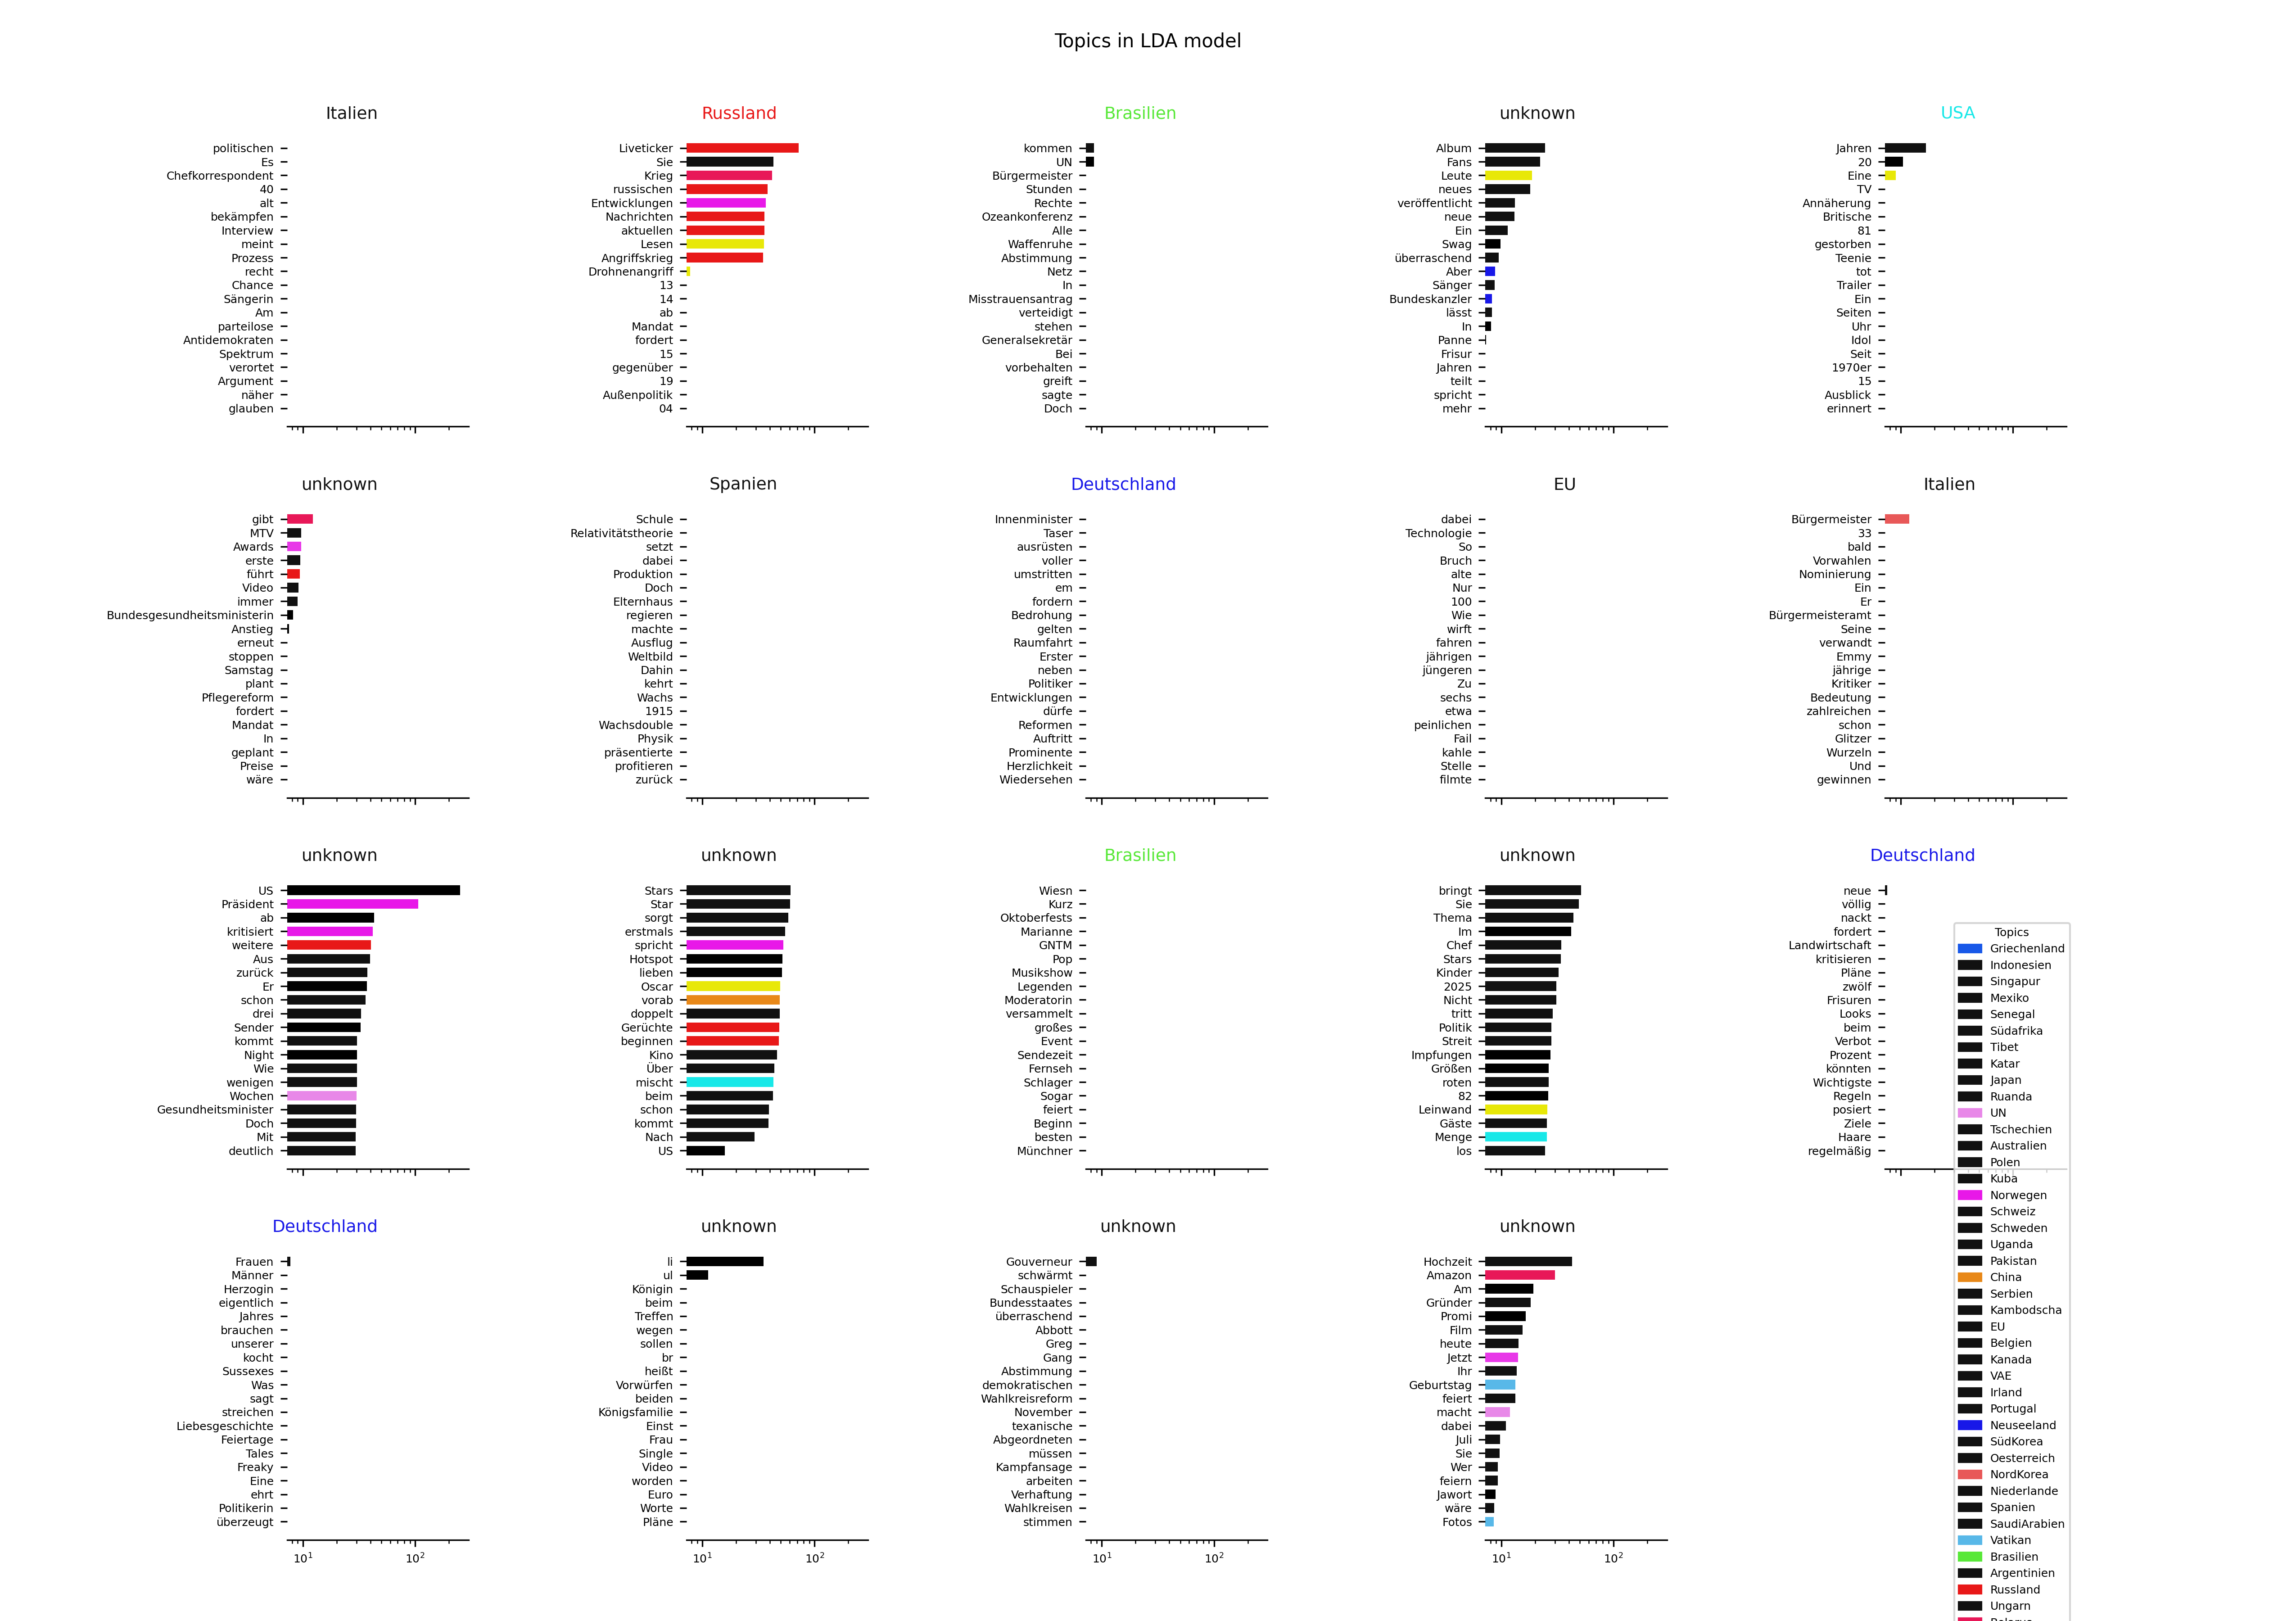 Topics in LDA model
Italien
politischen
Es
Chefkorrespondent
40
alt
bekämpfen
Interview
meint
Prozess
recht
Chance
Sängerin
Am
parteilose
Antidemokraten
Spektrum
verortet
Argument
näher
glauben
Russland
Liveticker
Sie
Krieg
russischen
Entwicklungen
Nachrichten
aktuellen
Lesen
Angriffskrieg
Drohnenangriff
13
14
ab
Mandat
fordert
15
gegenüber
19
Außenpolitik
04
Brasilien
kommen
UN
Bürgermeister
Stunden
Rechte
Ozeankonferenz
Alle
Waffenruhe
Abstimmung
Netz
In
Misstrauensantrag
verteidigt
stehen
Generalsekretär
Bei
vorbehalten
greift
sagte
Doch
unknown
Album
Fans
Leute
neues
veröffentlicht
neue
Ein
Swag
überraschend
Aber
Sänger
Bundeskanzler
lässt
In
Panne
Frisur
Jahren
teilt
spricht
mehr
USA
Jahren
20
Eine
TV
Annäherung
Britische
81
gestorben
Teenie
tot
Trailer
Ein
Seiten
Uhr
Idol
Seit
1970er
15
Ausblick
erinnert
unknown
gibt
MTV
Awards
erste
führt
Video
immer
Bundesgesundheitsministerin
Anstieg
erneut
stoppen
Samstag
plant
Pflegereform
fordert
Mandat
In
geplant
Preise
wäre
Spanien
Schule
Relativitätstheorie
setzt
dabei
Produktion
Doch
Elternhaus
regieren
machte
Ausflug
Weltbild
Dahin
kehrt
Wachs
1915
Wachsdouble
Physik
präsentierte
profitieren
zurück
Deutschland
Innenminister
Taser
ausrüsten
voller
umstritten
em
fordern
Bedrohung
gelten
Raumfahrt
Erster
neben
Politiker
Entwicklungen
dürfe
Reformen
Auftritt
Prominente
Herzlichkeit
Wiedersehen
EU
dabei
Technologie
So
Bruch
alte
Nur
100
Wie
wirft
fahren
jährigen
jüngeren
Zu
sechs
etwa
peinlichen
Fail
kahle
Stelle
filmte
Italien
Bürgermeister
33
bald
Vorwahlen
Nominierung
Ein
Er
Bürgermeisteramt
Seine
verwandt
Emmy
jährige
Kritiker
Bedeutung
zahlreichen
schon
Glitzer
Wurzeln
Und
gewinnen
unknown
US
Präsident
ab
kritisiert
weitere
Aus
zurück
Er
schon
drei
Sender
kommt
Night
Wie
wenigen
Wochen
Gesundheitsminister
Doch
Mit
deutlich
unknown
Stars
Star
sorgt
erstmals
spricht
Hotspot
lieben
Oscar
vorab
doppelt
Gerüchte
beginnen
Kino
Über
mischt
beim
schon
kommt
Nach
US
Brasilien
Wiesn
Kurz
Oktoberfests
Marianne
GNTM
Pop
Musikshow
Legenden
Moderatorin
versammelt
großes
Event
Sendezeit
Fernseh
Schlager
Sogar
feiert
Beginn
besten
Münchner
unknown
bringt
Sie
Thema
Im
Chef
Stars
Kinder
2025
Nicht
tritt
Politik
Streit
Impfungen
Größen
roten
82
Leinwand
Gäste
Menge
los
Deutschland
neue
völlig
nackt
fordert
Landwirtschaft
kritisieren
Pläne
zwölf
Frisuren
Looks
beim
Verbot
Prozent
könnten
Wichtigste
Regeln
posiert
Ziele
Haare
regelmäßig
Deutschland
Frauen
Männer
Herzogin
eigentlich
Jahres
brauchen
unserer
kocht
Sussexes
Was
sagt
streichen
Liebesgeschichte
Feiertage
Tales
Freaky
Eine
ehrt
Politikerin
überzeugt
10¹ 10²
unknown
li
ul
Königin
beim
Treffen
wegen
sollen
br
heißt
Vorwürfen
beiden
Königsfamilie
Einst
Frau
Single
Video
worden
Euro
Worte
Pläne
10¹ 10²
unknown
Gouverneur
schwärmt
Schauspieler
Bundesstaates
überraschend
Abbott
Greg
Gang
Abstimmung
demokratischen
Wahlkreisreform
November
texanische
Abgeordneten
müssen
Kampfansage
arbeiten
Verhaftung
Wahlkreisen
stimmen
10¹ 10²
unknown
Hochzeit
Amazon
Am
Gründer
Promi
Film
heute
Jetzt
Ihr
Geburtstag
feiert
macht
dabei
Juli
Sie
Wer
feiern
Jawort
wäre
Fotos
10¹ 10²
Topics
Griechenland
Indonesien
Singapur
Mexiko
Senegal
Südafrika
Tibet
Katar
Japan
Ruanda
UN
Tschechien
Australien
Polen
Kuba
Norwegen
Schweiz
Schweden
Uganda
Pakistan
China
Serbien
Kambodscha
EU
Belgien
Kanada
VAE
Irland
Portugal
Neuseeland
SüdKorea
Oesterreich
NordKorea
Niederlande
Spanien
SaudiArabien
Vatikan
Brasilien
Argentinien
Russland
Ungarn